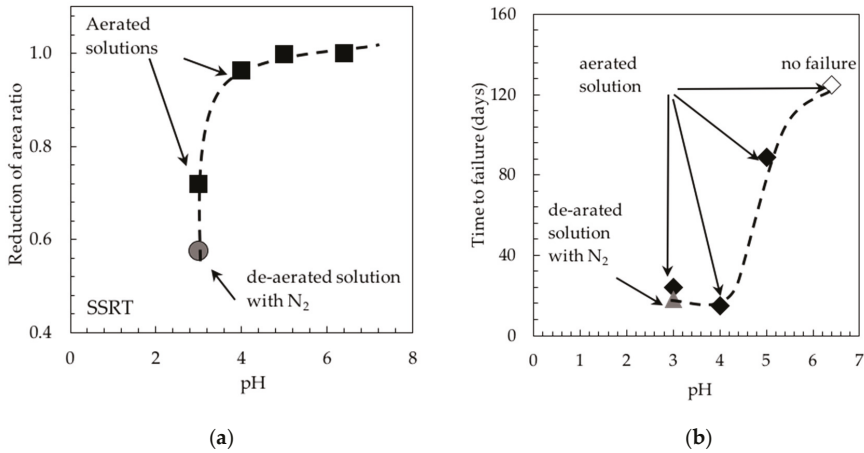 Aerated
solutions
1.0
0.8
0.6
0.4
Reduction of area ratio
de-aerated solution
with N2
SSRT
0 2 4 6 8
pH
(a)
no failure
aerated
solution
160
120
80
40
0
Time to failure (days)
de-arated
solution
with N2
0 1 2 3 4 5 6 7
pH
(b)